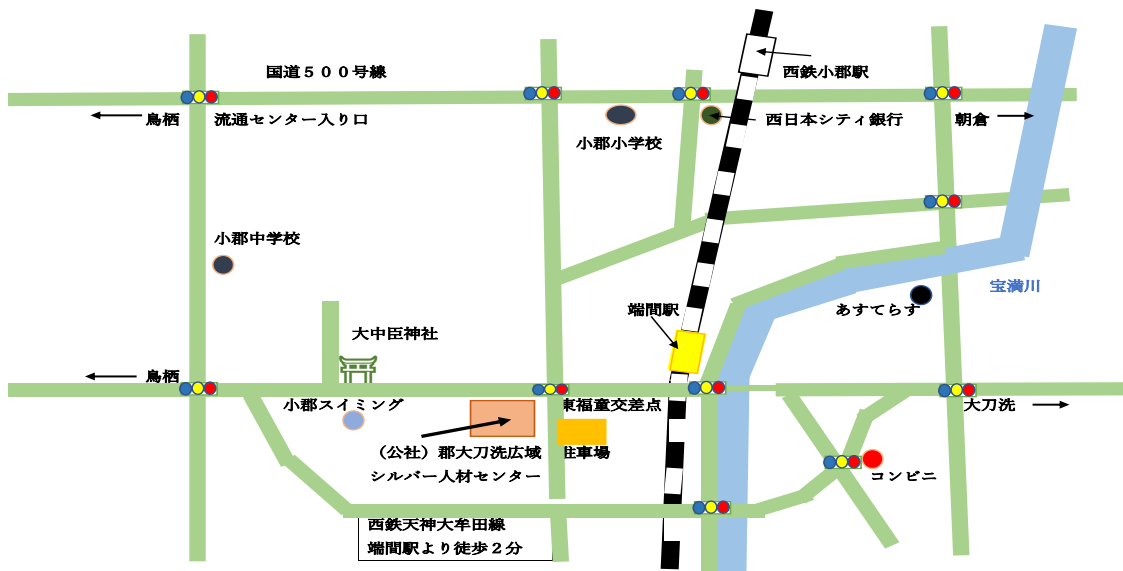 国道５００号線
西鉄小郡駅
鳥栖
流通センター入り口
小郡小学校
西日本シティ銀行
朝倉
小郡中学校
宝満川
端間駅
あすてらす
大中臣神社
鳥栖
小郡スイミング
東福童交差点
大刀洗
（公社）郡大刀洗広域
シルバー人材センター
駐車場
コンビニ
西鉄天神大牟田線
端間駅より徒歩２分